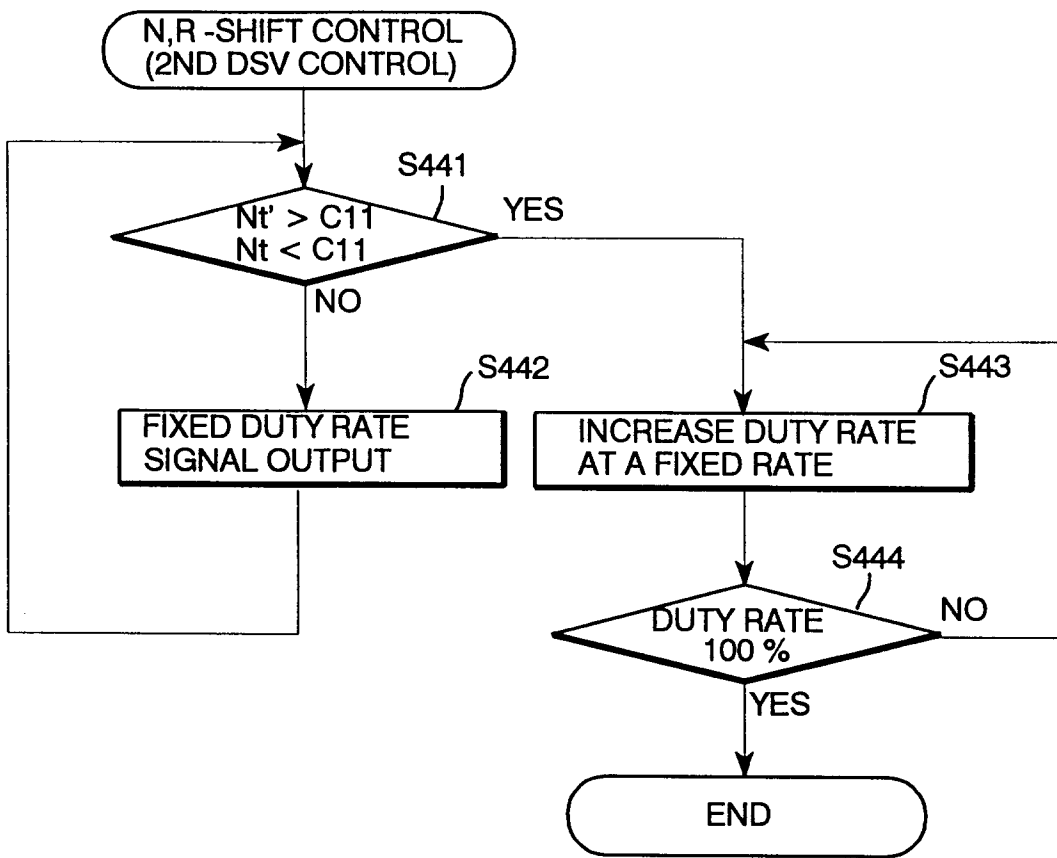 N,R -SHIFT CONTROL
(2ND DSV CONTROL)
S441
Nt' > C11
Nt < C11
YES
NO
S442
FIXED DUTY RATE
SIGNAL OUTPUT
S443
INCREASE DUTY RATE
AT A FIXED RATE
S444
DUTY RATE
100 %
NO
YES
END